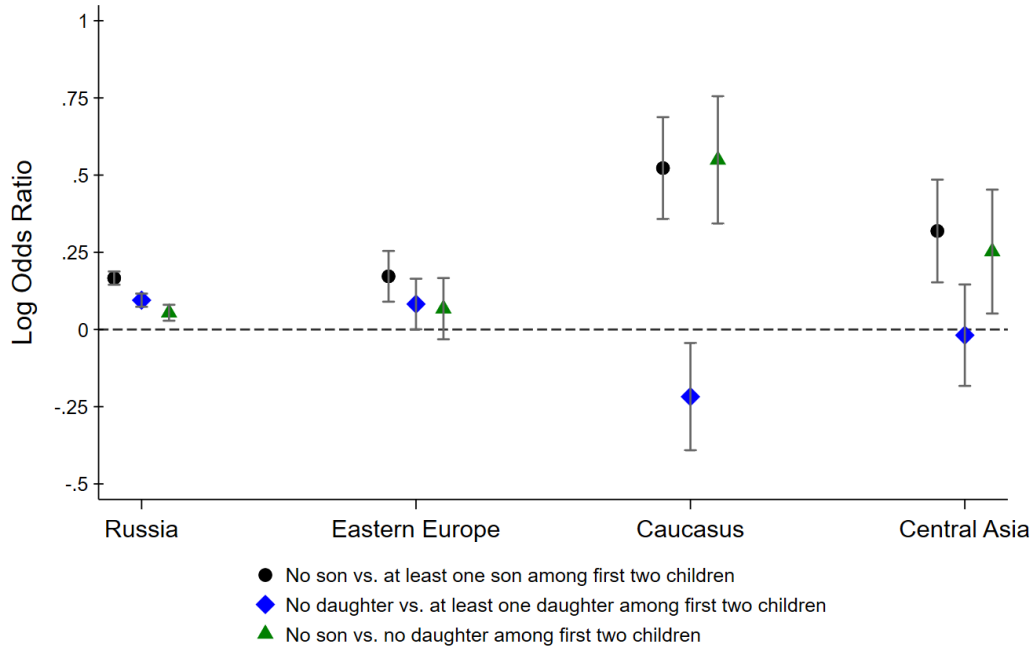 1
.75
.5
.25
0
-.25
-.5
Log Odds Ratio
Russia
Eastern Europe
Caucasus
Central Asia
No son vs. at least one son among first two children
No daughter vs. at least one daughter among first two children
No son vs. no daughter among first two children